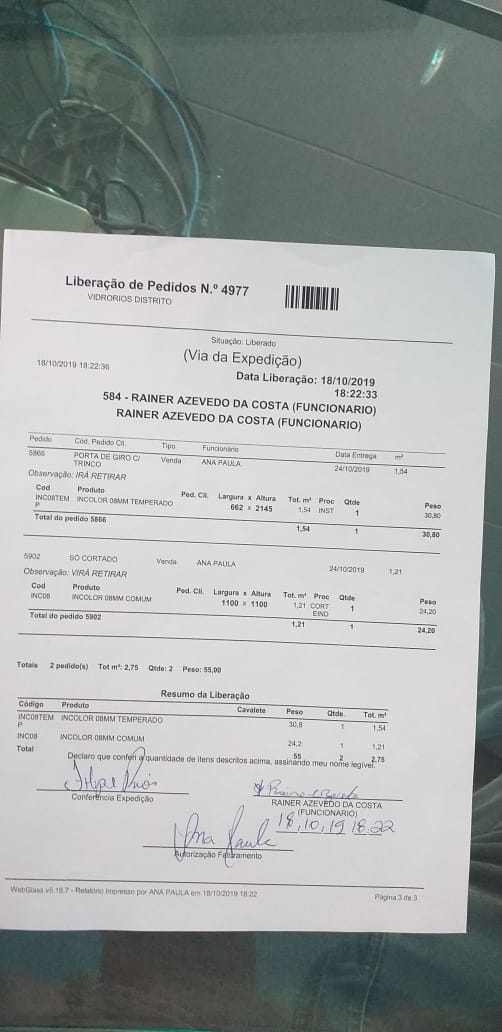 Liberação de Pedidos N.º 4977
VIDRORIOS DISTRITO
Situação: Liberado
(Via da Expedição)
18/10/2019 18:22:36
Data Liberação: 18/10/2019
18:22:33
584 - RAINER AZEVEDO DA COSTA (FUNCIONARIO)
RAINER AZEVEDO DA COSTA (FUNCIONARIO)
Pedido Cód. Pedido Cli. Tipo Funcionário Data Entrega m²
5866 PORTA DE GIRO C/ TRINCO Venda ANA PAULA 24/10/2019 1,54
Observação: IRÁ RETIRAR
Cod Produto Ped. Cli. Largura x Altura Tot. m² Proc Qtde Peso
INC08TEMP INCOLOR 08MM TEMPERADO 662 x 2145 1,54 INST 1 30,80
Total do pedido 5866 1,54 1 30,80
5902 SÓ CORTADO Venda ANA PAULA 24/10/2019 1,21
Observação: VIRÁ RETIRAR
Cod Produto Ped. Cli. Largura x Altura Tot. m² Proc Qtde Peso
INC08 INCOLOR 08MM COMUM 1100 x 1100 1,21 CORT 1 24,20
EIND
Total do pedido 5902 1,21 1 24,20
Totais 2 pedido(s) Tot m²: 2,75 Qtde: 2 Peso: 55,00
Resumo da Liberação
Código Produto Cavalete Peso Qtde. Tot. m²
INC08TEMP INCOLOR 08MM TEMPERADO 30,8 1 1,54
INC08 INCOLOR 08MM COMUM 24,2 1 1,21
Total 55 2 2,75
Declaro que conferi a quantidade de itens descritos acima, assinando meu nome legível.
Conferência Expedição
RAINER AZEVEDO DA COSTA
(FUNCIONARIO)
18,10,19 18:22
Ana Paula
Autorização Faturamento
WebGlass v5.18.7 - Relatório impresso por ANA PAULA em 18/10/2019 18:22
Página 3 de 3